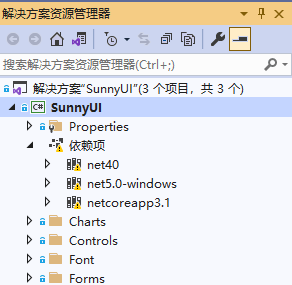 解决方案资源管理器
搜索解决方案资源管理器(Ctrl+;)
解决方案"SunnyUI"(3 个项目，共 3 个)
C# SunnyUI
Properties
依赖项
net40
net5.0-windows
netcoreapp3.1
Charts
Controls
Font
Forms